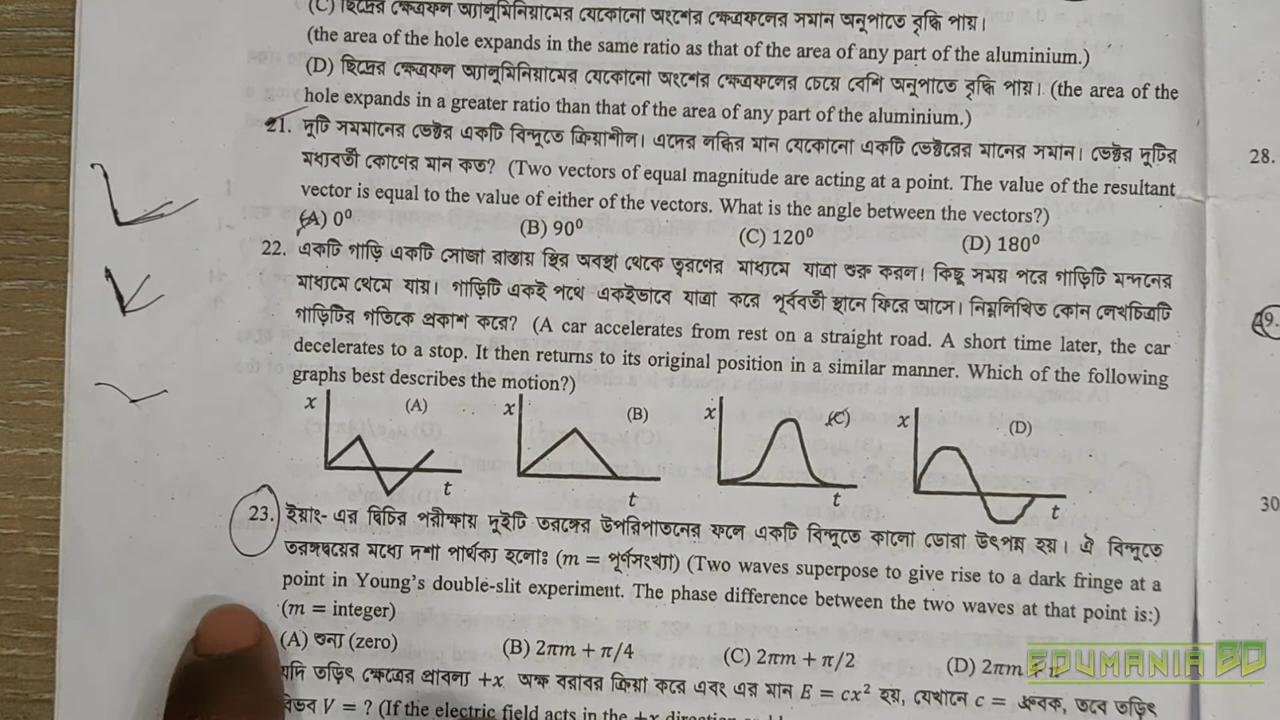 (C) ছিদ্রের ক্ষেত্রফল অ্যালুমিনিয়ামের যেকোনো অংশের ক্ষেত্রফলের সমান অনুপাতে বৃদ্ধি পায়।
(the area of the hole expands in the same ratio as that of the area of any part of the aluminium.)
(D) ছিদ্রের ক্ষেত্রফল অ্যালুমিনিয়ামের যেকোনো অংশের ক্ষেত্রফলের চেয়ে বেশি অনুপাতে বৃদ্ধি পায়। (the area of the
hole expands in a greater ratio than that of the area of any part of the aluminium.)
21. দুটি সমমানের ভেক্টর একটি বিন্দুতে ক্রিয়াশীল। এদের লব্ধির মান যেকোনো একটি ভেক্টরের মানের সমান। ভেক্টর দুটির
মধ্যবর্তী কোণের মান কত? (Two vectors of equal magnitude are acting at a point. The value of the resultant
vector is equal to the value of either of the vectors. What is the angle between the vectors?)
(A) 0⁰ (B) 90⁰ (C) 120⁰ (D) 180⁰
22. একটি গাড়ি একটি সোজা রাস্তায় স্থির অবস্থা থেকে ত্বরণের মাধ্যমে যাত্রা শুরু করল। কিছু সময় পরে গাড়িটি মন্দনের
মাধ্যমে থেমে যায়। গাড়িটি একই পথে একইভাবে যাত্রা করে পূর্ববর্তী স্থানে ফিরে আসে। নিম্নলিখিত কোন লেখচিত্রটি
গাড়িটির গতিকে প্রকাশ করে? (A car accelerates from rest on a straight road. A short time later, the car
decelerates to a stop. It then returns to its original position in a similar manner. Which of the following
graphs best describes the motion?)
x (A) x (B) x (C) x (D)
t t t t
23. ইয়াং- এর দ্বিচির পরীক্ষায় দুইটি তরঙ্গের উপরিপাতনের ফলে একটি বিন্দুতে কালো ডোরা উৎপন্ন হয়। ঐ বিন্দুতে
তরঙ্গদ্বয়ের মধ্যে দশা পার্থক্য হলোঃ (m = পূর্ণসংখ্যা) (Two waves superpose to give rise to a dark fringe at a
point in Young's double-slit experiment. The phase difference between the two waves at that point is:)
(m = integer)
(A) শুন্য (zero) (B) 2πm + π/4 (C) 2πm + π/2 (D) 2πm
যদি তড়িৎ ক্ষেত্রের প্রাবল্য +x অক্ষ বরাবর ক্রিয়া করে এবং এর মান E = cx² হয়, যেখানে c = ধ্রুবক, তবে তড়িৎ
বিভব V = ? (If the electric field acts in the +x
28.
29
30
EDUMANIA BD